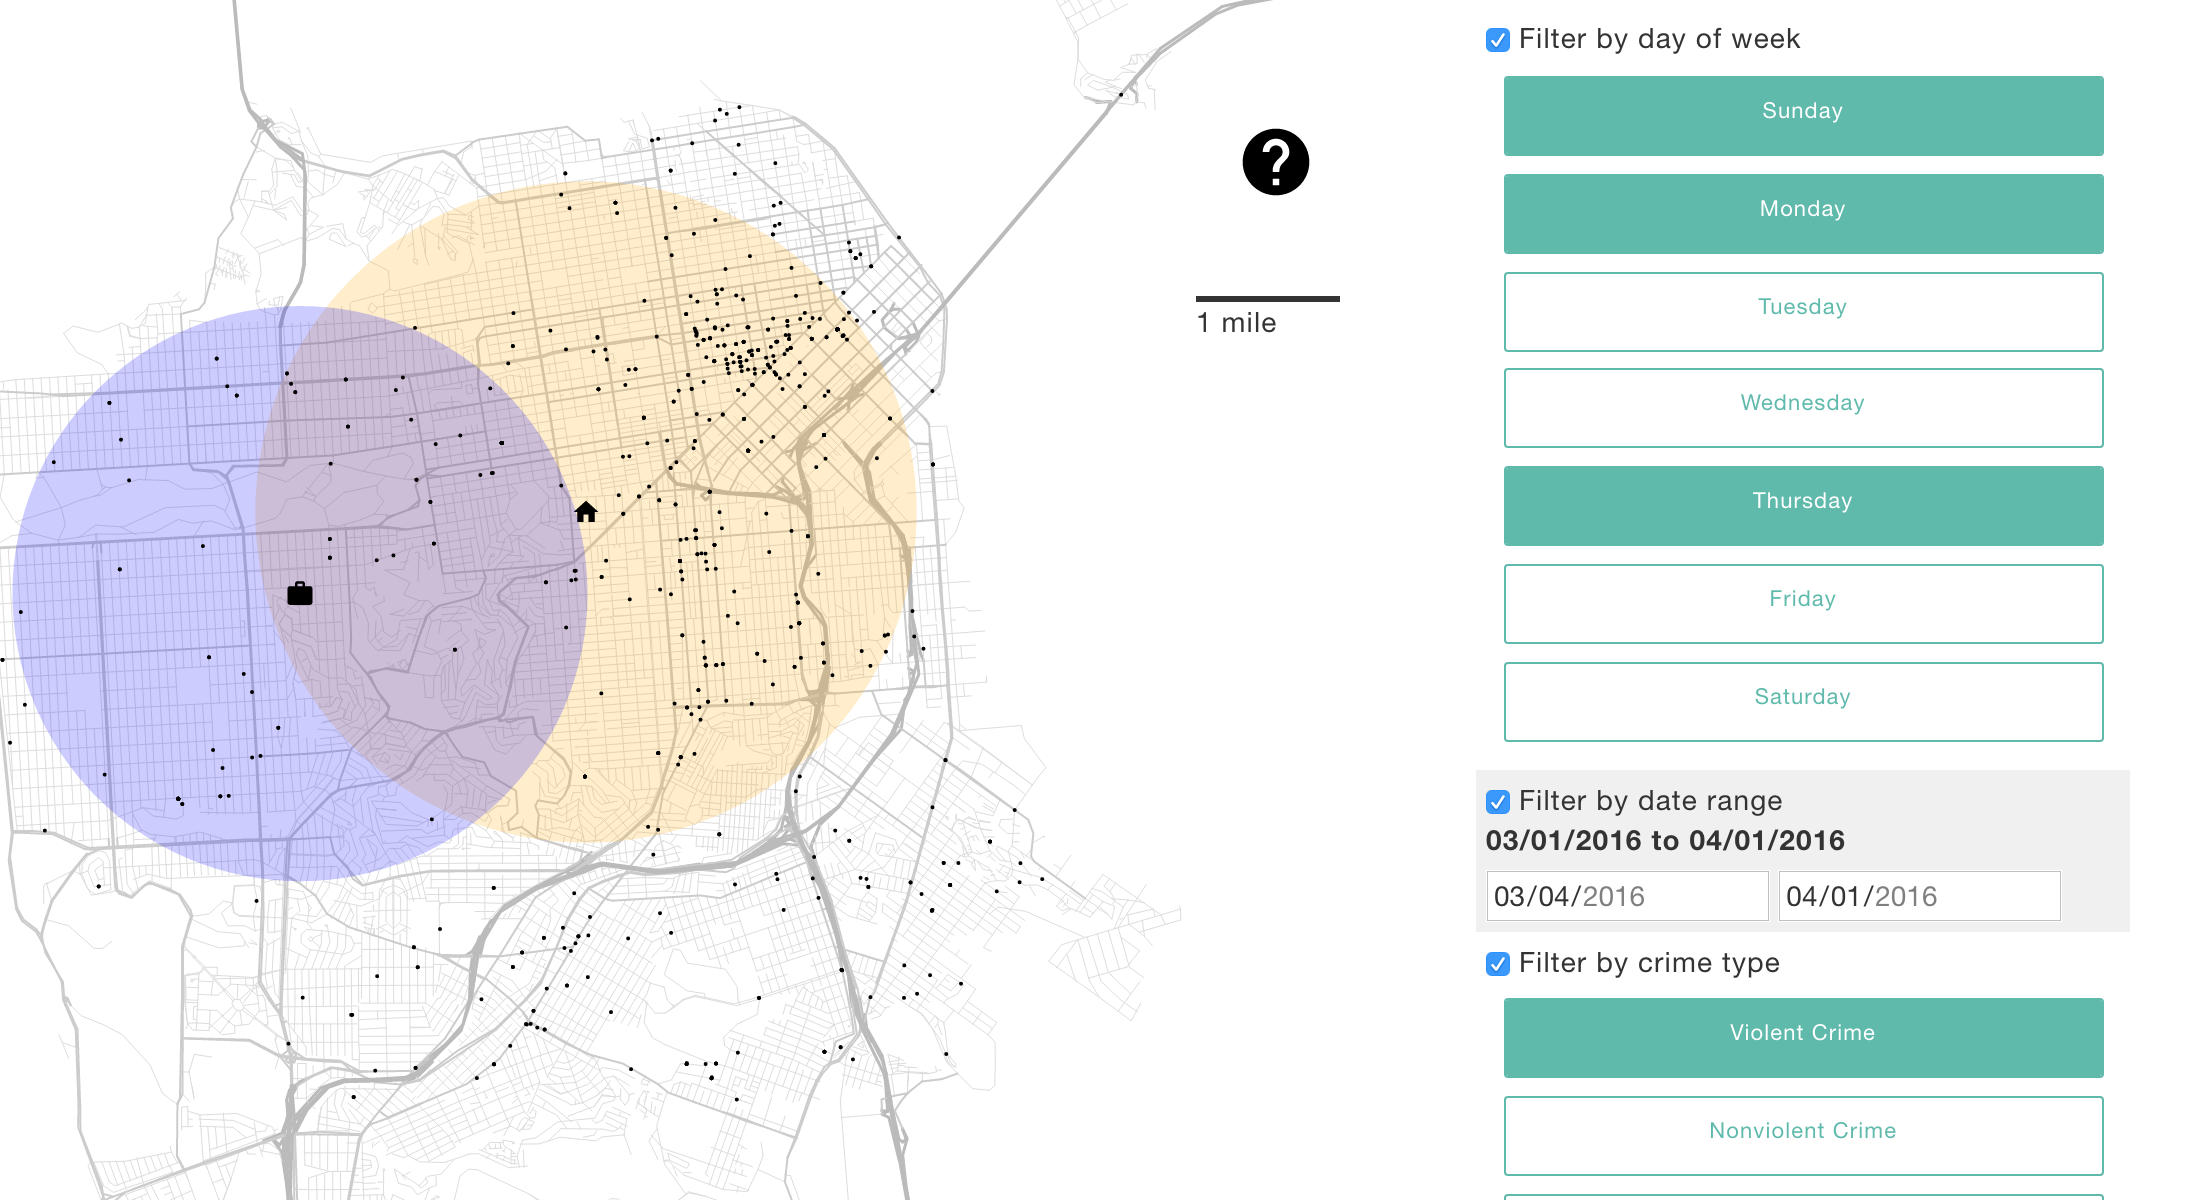 ?
1 mile
Filter by day of week
Sunday
Monday
Tuesday
Wednesday
Thursday
Friday
Saturday
Filter by date range
03/01/2016 to 04/01/2016
03/04/2016 04/01/2016
Filter by crime type
Violent Crime
Nonviolent Crime